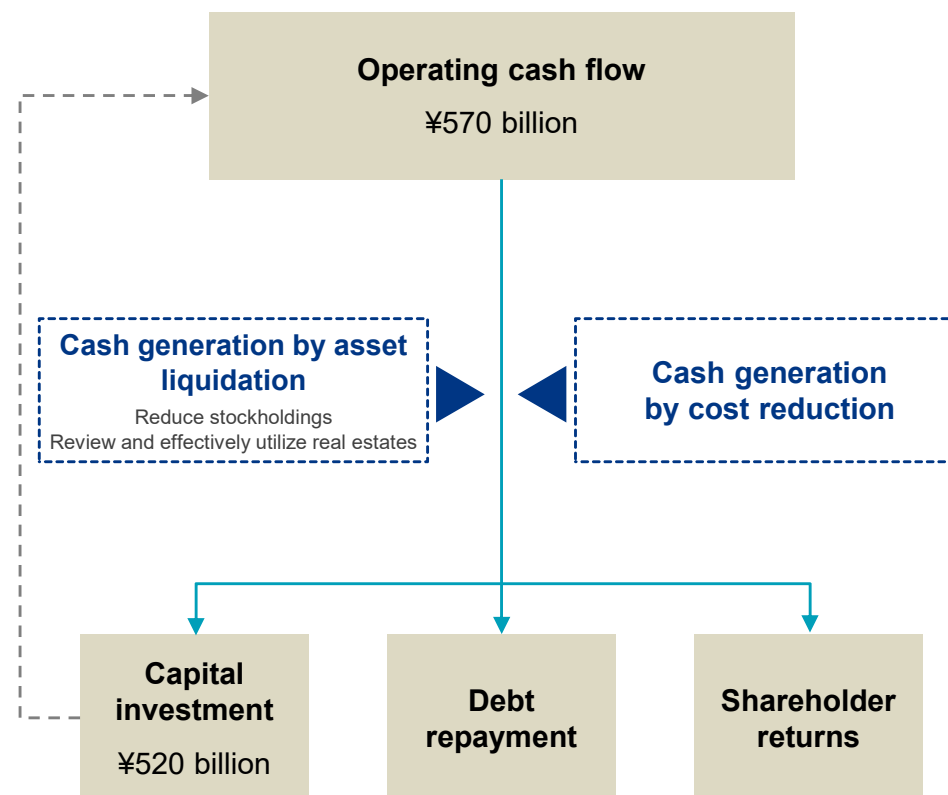 Operating cash flow
¥570 billion
Cash generation by asset
liquidation
Reduce stockholdings
Review and effectively utilize real estates
Cash generation
by cost reduction
Capital
investment
¥520 billion
Debt
repayment
Shareholder
returns